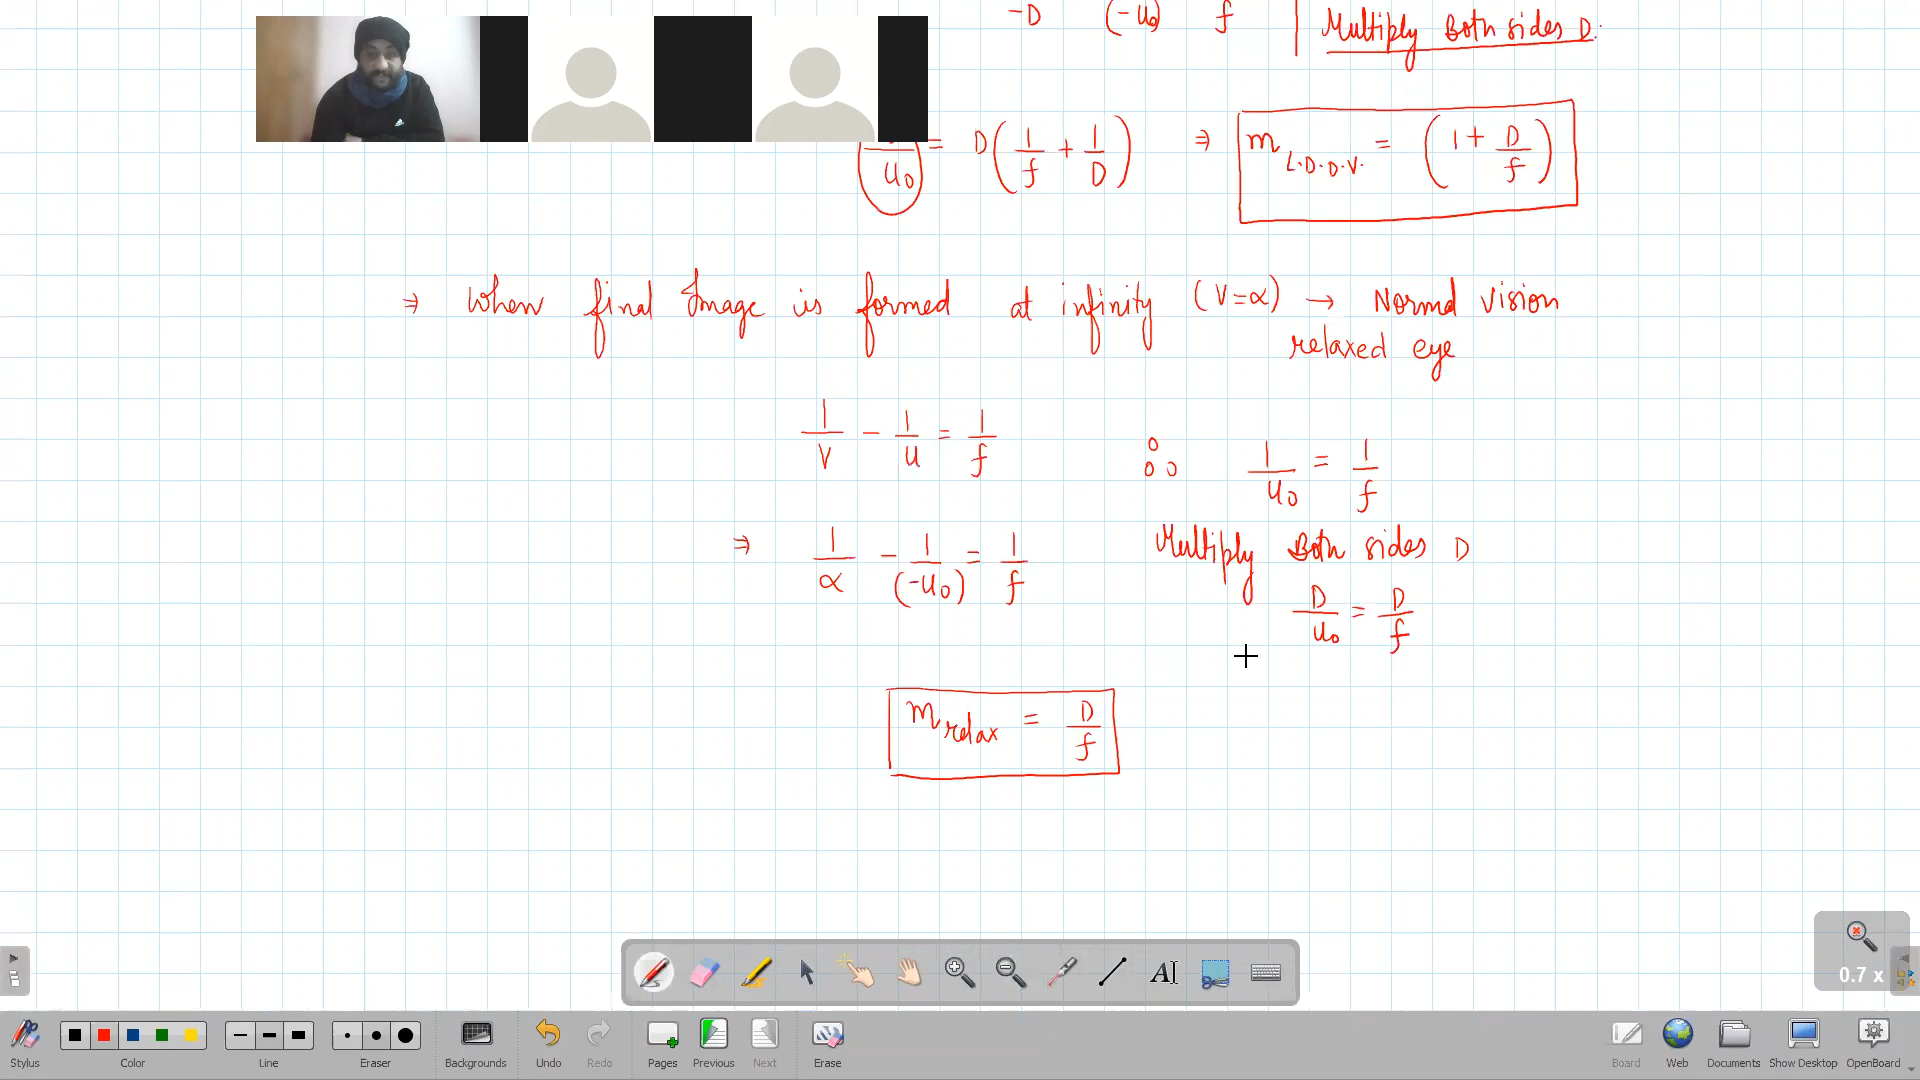 -D (-u₀) f | Multiply Both sides D.
u₀ = D(1/f + 1/D) ⇒ m L.D.D.V. = (1 + D/f)
⇒ When final Image is formed at infinity (V=α) → Normal vision
relaxed eye
1/V - 1/u = 1/f ∴ 1/u₀ = 1/f
⇒ 1/α - 1/(-u₀) = 1/f Multiply Both sides D
D/u₀ = D/f
m relax = D/f
0.7 x
Stylus Color Line Eraser Backgrounds Undo Redo Pages Previous Next Erase Board Web Documents Show Desktop OpenBoard